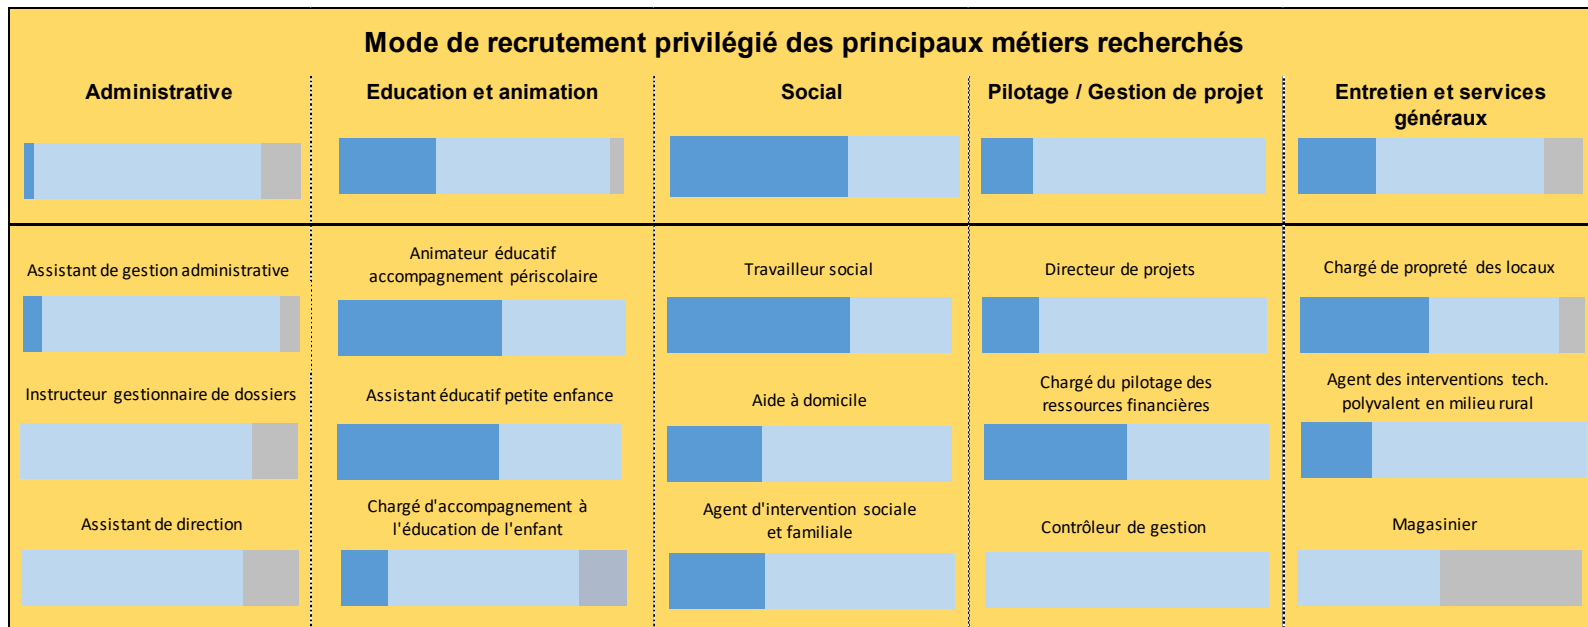 Mode de recrutement privilégié des principaux métiers recherchés
Administrative
Education et animation
Social
Pilotage / Gestion de projet
Entretien et services
généraux
Assistant de gestion administrative
Animateur éducatif
accompagnement périscolaire
Travailleur social
Directeur de projets
Chargé de propreté des locaux
Instructeur gestionnaire de dossiers
Assistant éducatif petite enfance
Aide à domicile
Chargé du pilotage des
ressources financières
Agent des interventions tech.
polyvalent en milieu rural
Assistant de direction
Chargé d'accompagnement à
l'éducation de l'enfant
Agent d'intervention sociale
et familiale
Contrôleur de gestion
Magasinier